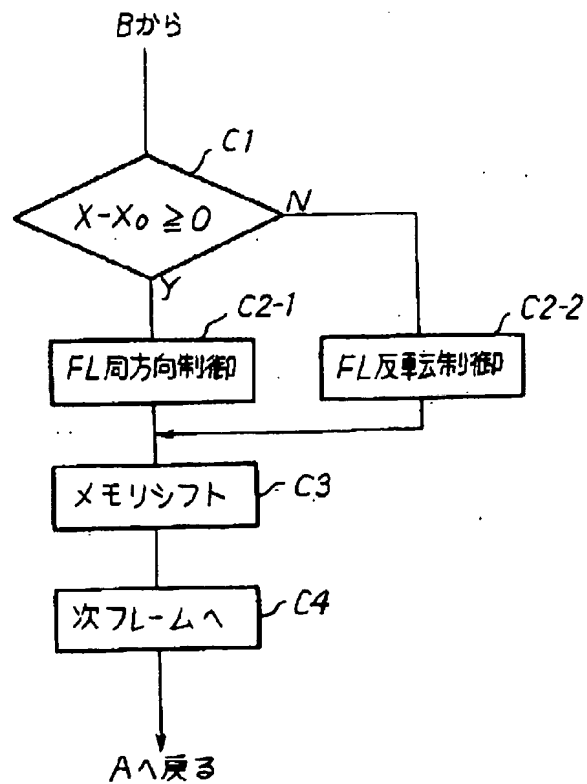 Bから
C1
X-X₀≧0
N
Y
C2-1
C2-2
FL同方向制御
FL反転制御
メモリシフト
C3
次フレームへ
C4
Aへ戻る